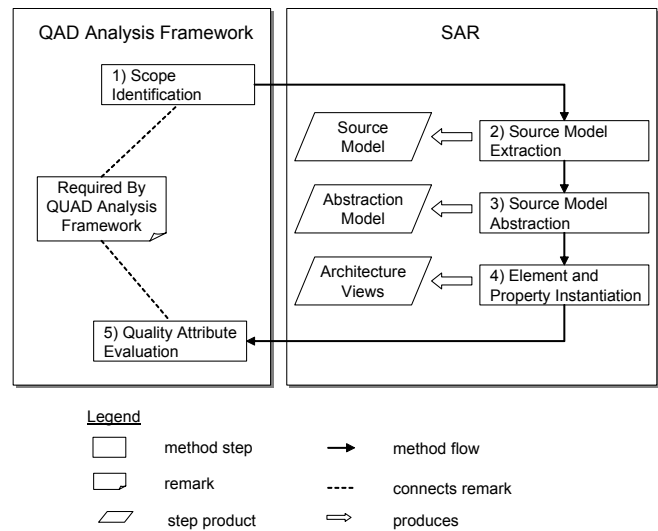 QAD Analysis Framework
SAR
1) Scope
Identification
Source
Model
2) Source Model
Extraction
Required By
QUAD Analysis
Framework
Abstraction
Model
3) Source Model
Abstraction
Architecture
Views
4) Element and
Property Instantiation
5) Quality Attribute
Evaluation
Legend
method step
method flow
remark
connects remark
step product
produces